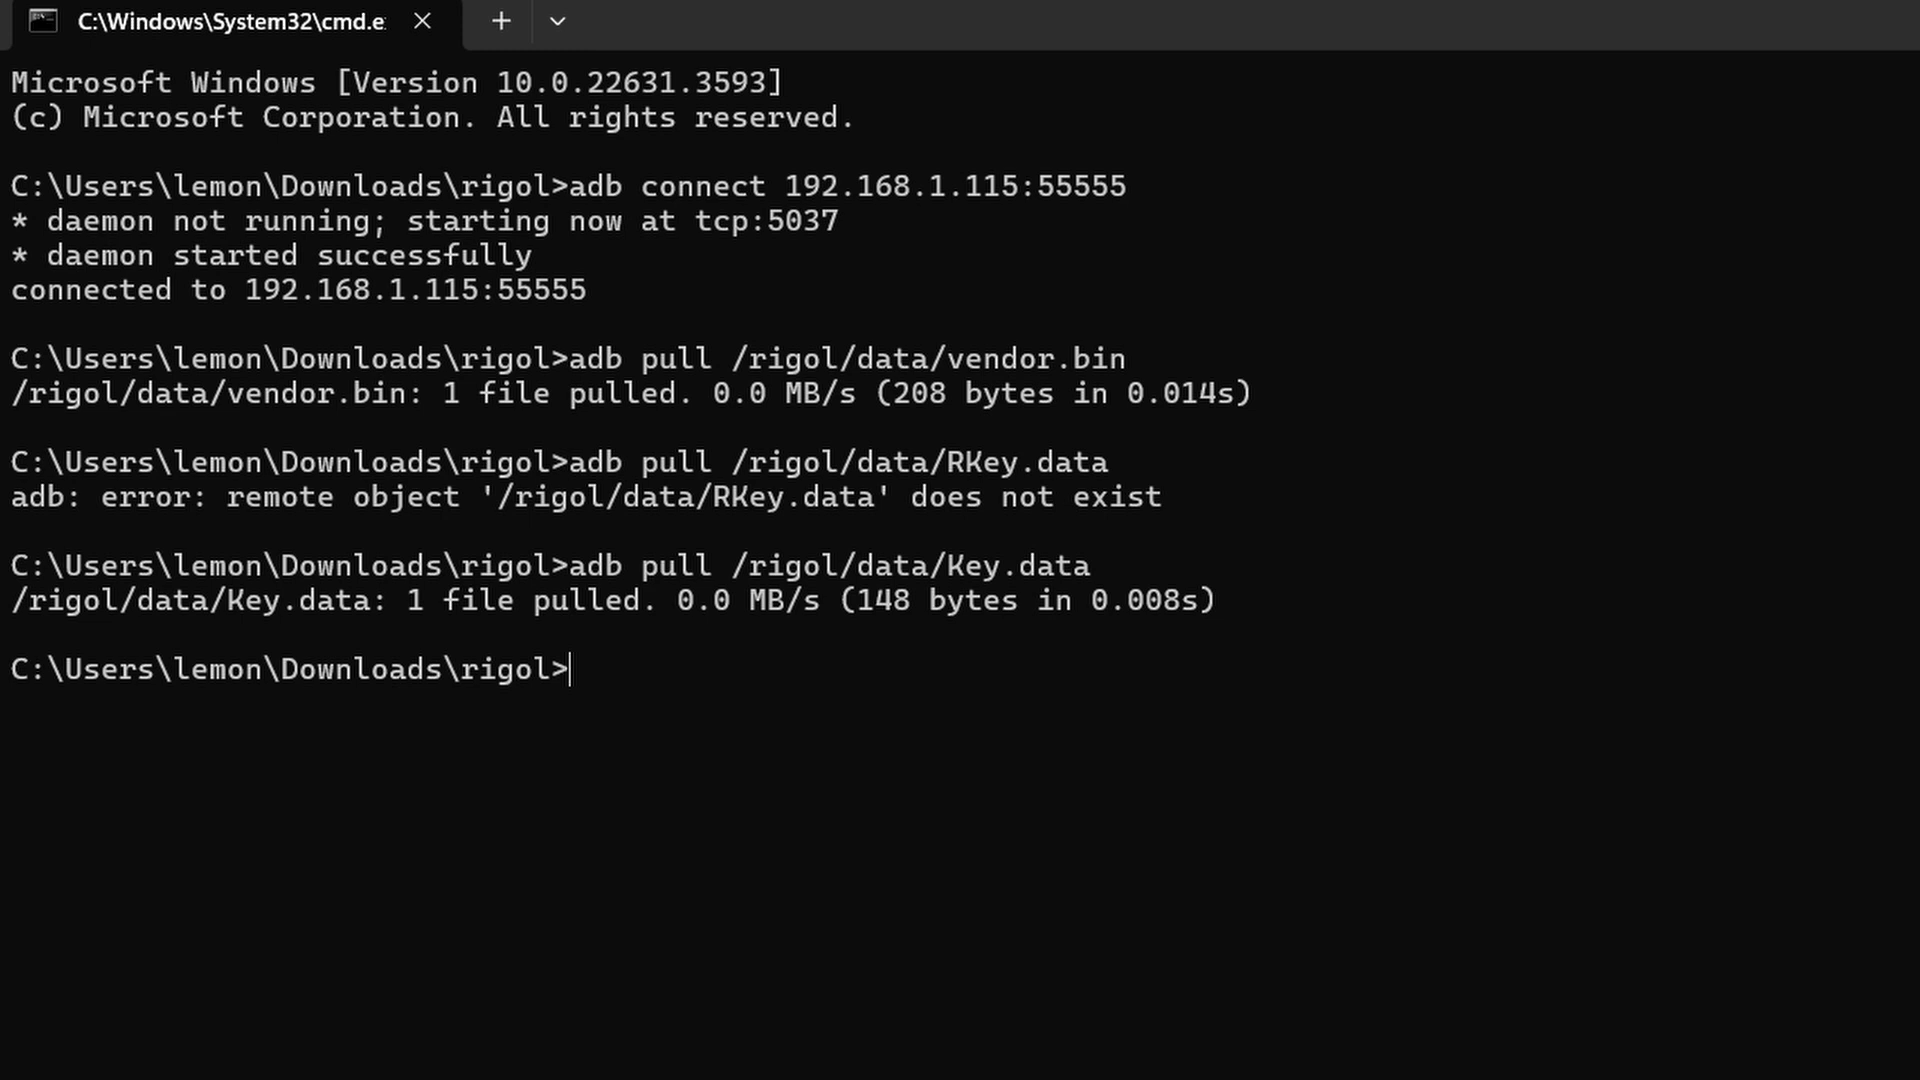 C:\Windows\System32\cmd.e
Microsoft Windows [Version 10.0.22631.3593]
(c) Microsoft Corporation. All rights reserved.
C:\Users\lemon\Downloads\rigol>adb connect 192.168.1.115:55555
* daemon not running; starting now at tcp:5037
* daemon started successfully
connected to 192.168.1.115:55555
C:\Users\lemon\Downloads\rigol>adb pull /rigol/data/vendor.bin
/rigol/data/vendor.bin: 1 file pulled. 0.0 MB/s (208 bytes in 0.014s)
C:\Users\lemon\Downloads\rigol>adb pull /rigol/data/RKey.data
adb: error: remote object '/rigol/data/RKey.data' does not exist
C:\Users\lemon\Downloads\rigol>adb pull /rigol/data/Key.data
/rigol/data/Key.data: 1 file pulled. 0.0 MB/s (148 bytes in 0.008s)
C:\Users\lemon\Downloads\rigol>